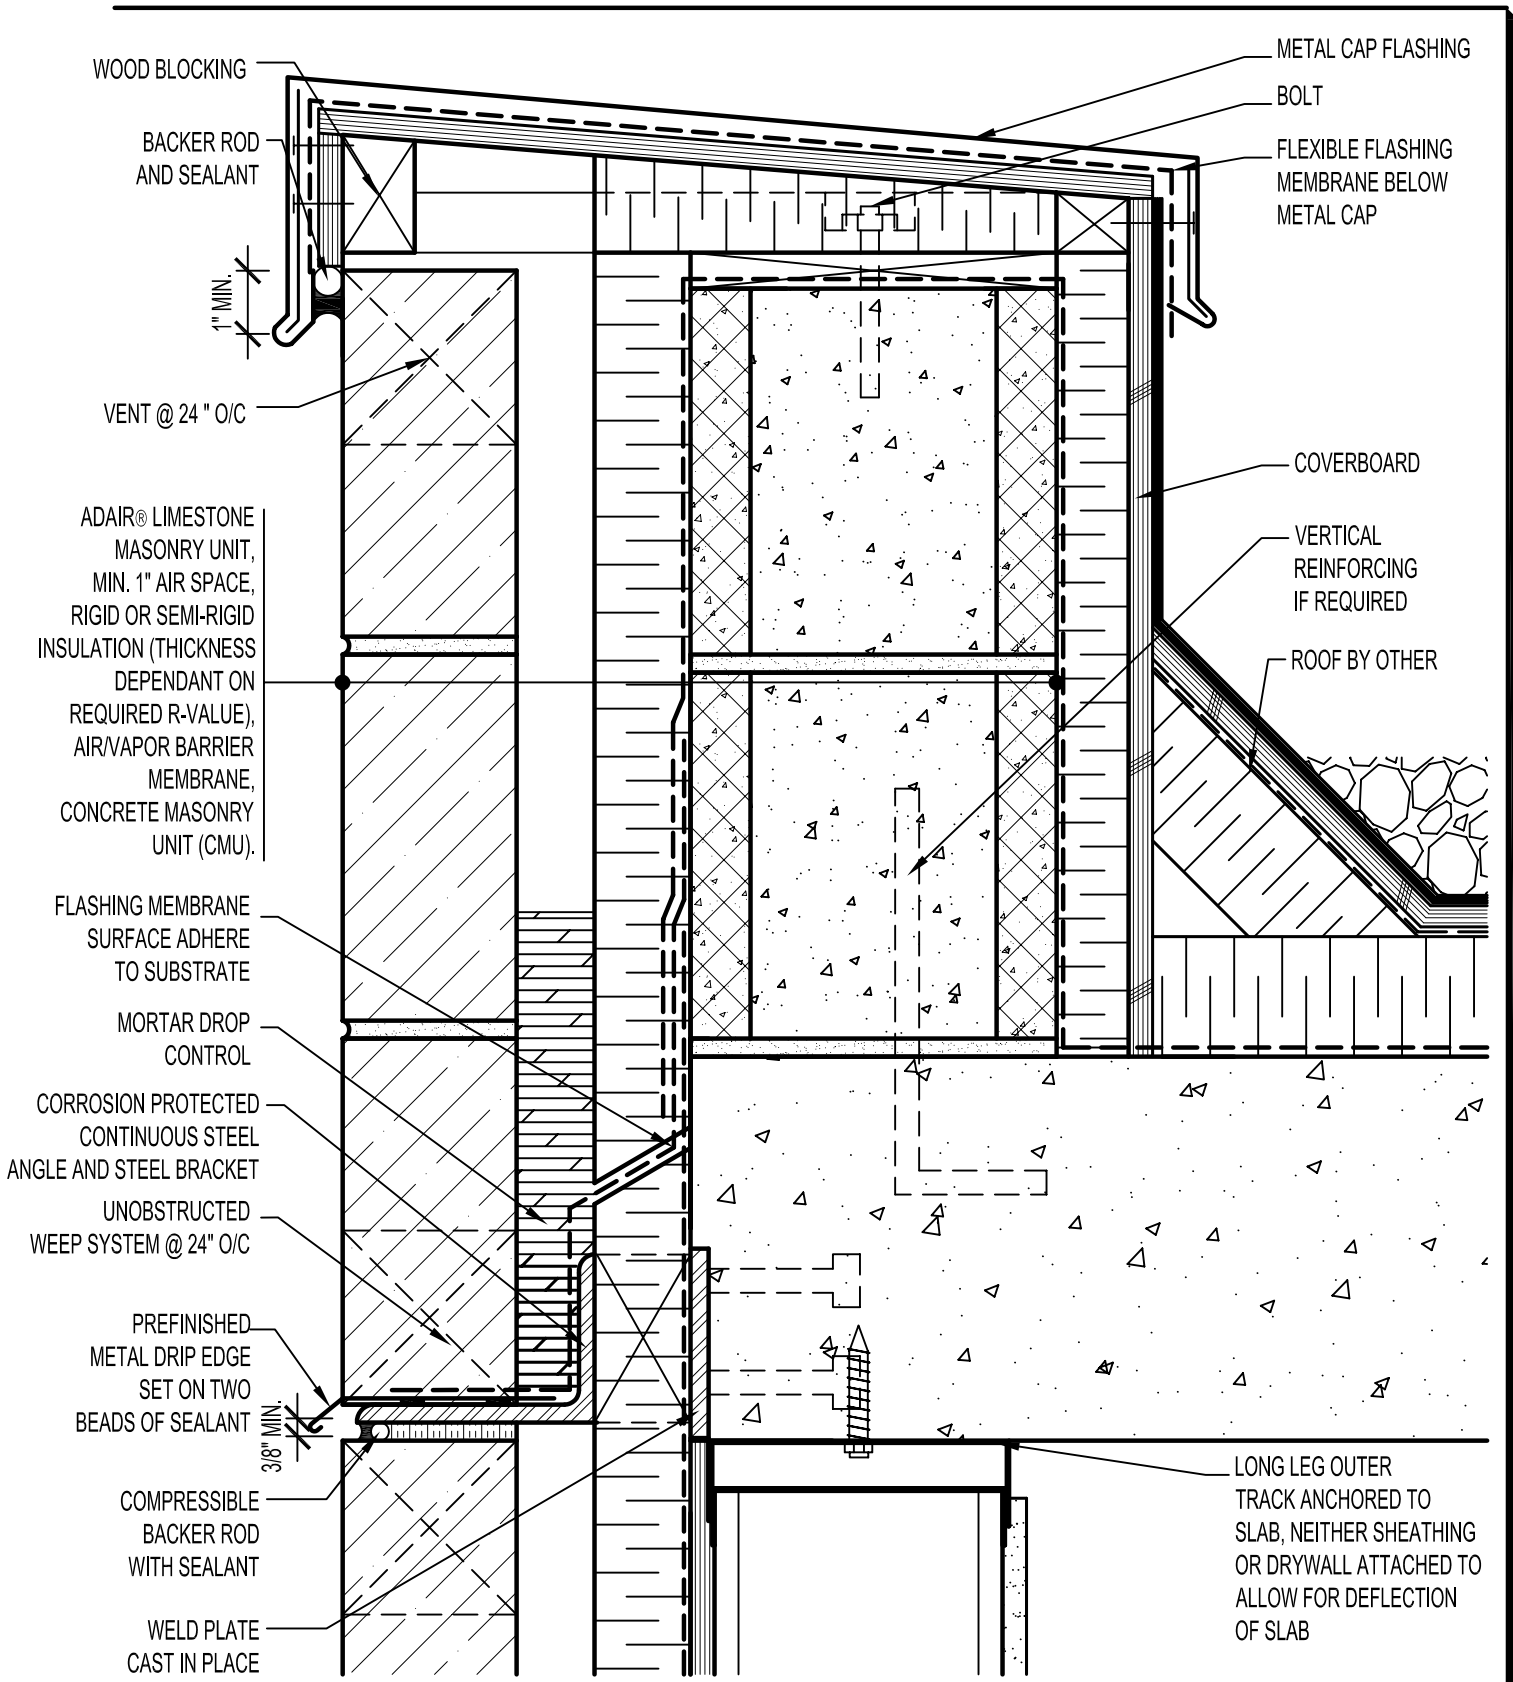 WOOD BLOCKING
BACKER ROD
AND SEALANT
1" MIN.
VENT @ 24 " O/C
ADAIR® LIMESTONE
MASONRY UNIT,
MIN. 1" AIR SPACE,
RIGID OR SEMI-RIGID
INSULATION (THICKNESS
DEPENDANT ON
REQUIRED R-VALUE),
AIR/VAPOR BARRIER
MEMBRANE,
CONCRETE MASONRY
UNIT (CMU).
FLASHING MEMBRANE
SURFACE ADHERE
TO SUBSTRATE
MORTAR DROP
CONTROL
CORROSION PROTECTED
CONTINUOUS STEEL
ANGLE AND STEEL BRACKET
UNOBSTRUCTED
WEEP SYSTEM @ 24" O/C
PREFINISHED
METAL DRIP EDGE
SET ON TWO
BEADS OF SEALANT
3/8" MIN.
COMPRESSIBLE
BACKER ROD
WITH SEALANT
WELD PLATE
CAST IN PLACE
METAL CAP FLASHING
BOLT
FLEXIBLE FLASHING
MEMBRANE BELOW
METAL CAP
COVERBOARD
VERTICAL
REINFORCING
IF REQUIRED
ROOF BY OTHER
LONG LEG OUTER
TRACK ANCHORED TO
SLAB, NEITHER SHEATHING
OR DRYWALL ATTACHED TO
ALLOW FOR DEFLECTION
OF SLAB